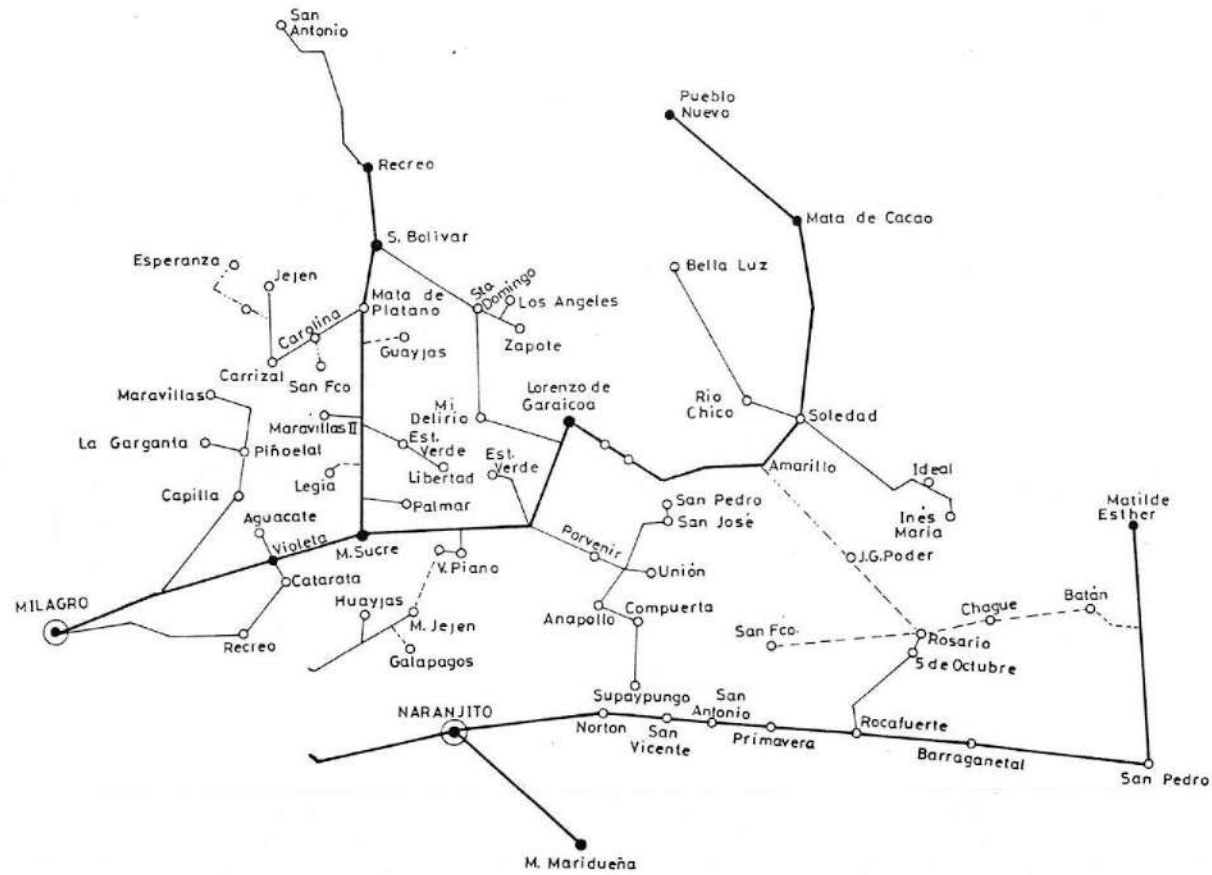 San
Antonio
Pueblo
Nuevo
Recreo
Mata de Cacao
S. Bolivar
Esperanza
Jejen
Bella Luz
Sta
Domingo
Los Angeles
Mata de
Platano
Carolina
Zapote
Guayjas
Carrizal
San Fco
Maravillas
Lorenzo de
Garaicoa
Rio
Chico
Soledad
Mi
Delirio
Maravillas II
La Garganta
Piñoelal
Est.
Verde
Libertad
Est.
Verde
Amarillo
Ideal
Legia
Capilla
Palmar
San Pedro
San José
Inés
Maria
Matilde
Esther
Aguacate
Violeta
M. Sucre
Porvenir
V. Piano
Unión
J.G. Poder
Catarata
MILAGRO
Huayjas
M. Jejen
Anapollo
Compuerta
Batán
Chague
San Fco.
Rosario
Recreo
Galapagos
5 de Octubre
Supaypungo
San
Antonio
NARANJITO
Norton
San
Vicente
Primavera
Rocafuerte
Barraganetal
San Pedro
M. Maridueña